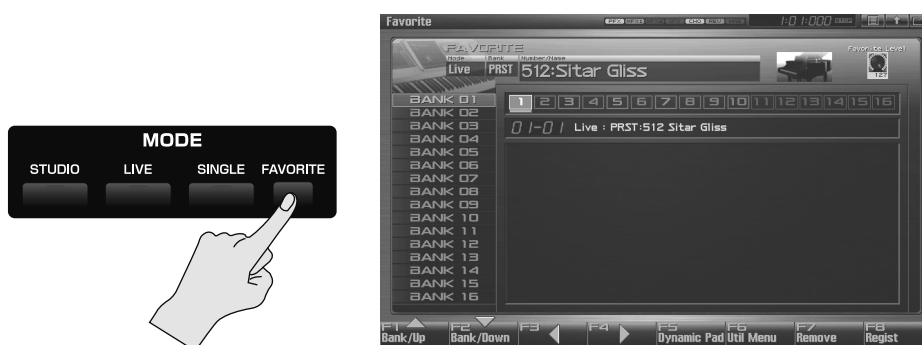 MODE
STUDIO LIVE SINGLE FAVORITE
Favorite
1:01:000
FAVORITE
Mode Bank Number/Name
Live PRST 512:Sitar Gliss
Favorite Level
127
BANK 01
BANK 02
BANK 03
BANK 04
BANK 05
BANK 06
BANK 07
BANK 08
BANK 09
BANK 10
BANK 11
BANK 12
BANK 13
BANK 14
BANK 15
BANK 16
1 2 3 4 5 6 7 8 9 10 11 12 13 14 15 16
01-01 Live : PRST:512 Sitar Gliss
F1 F2 F3 F4 F5 F6 F7 F8
Bank/Up Bank/Down Dynamic Pad Util Menu Remove Regist